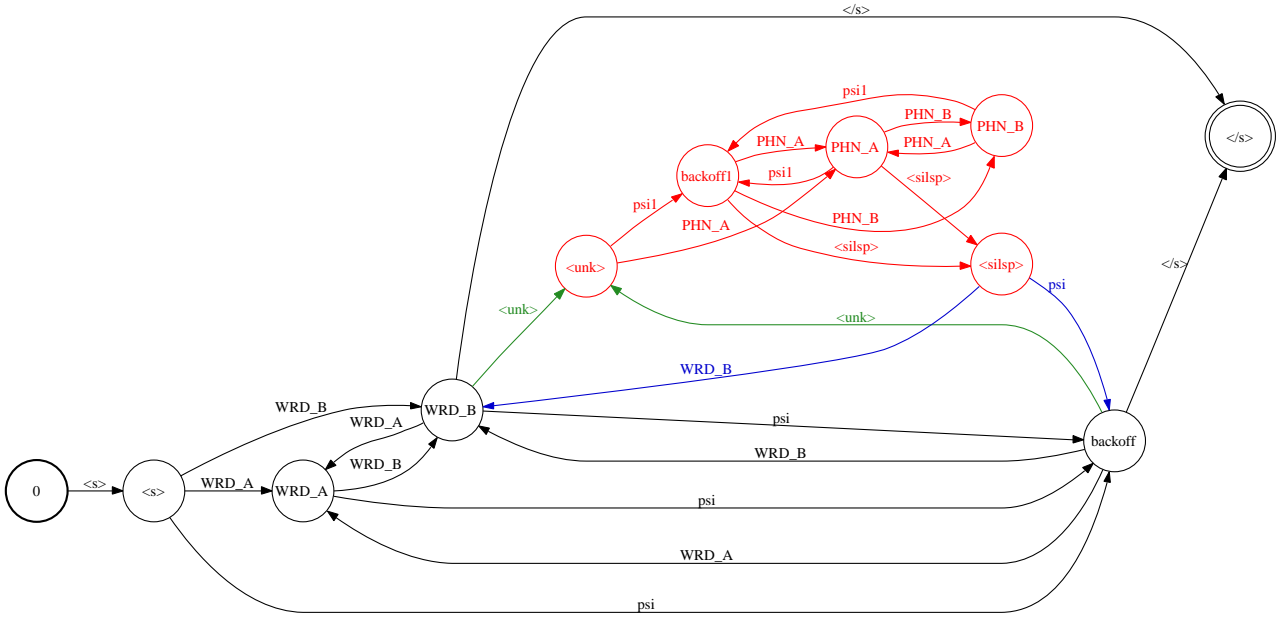 </s>
psi1
PHN_B
PHN_B
PHN_A
PHN_A
PHN_A
</s>
backoff1
psi1
<silsp>
psi1
PHN_A
PHN_B
<silsp>
<unk>
<silsp>
</s>
psi
<unk>
<unk>
WRD_B
WRD_B
WRD_B
WRD_A
psi
backoff
WRD_B
WRD_B
0
<s>
<s>
WRD_A
WRD_A
psi
WRD_A
psi